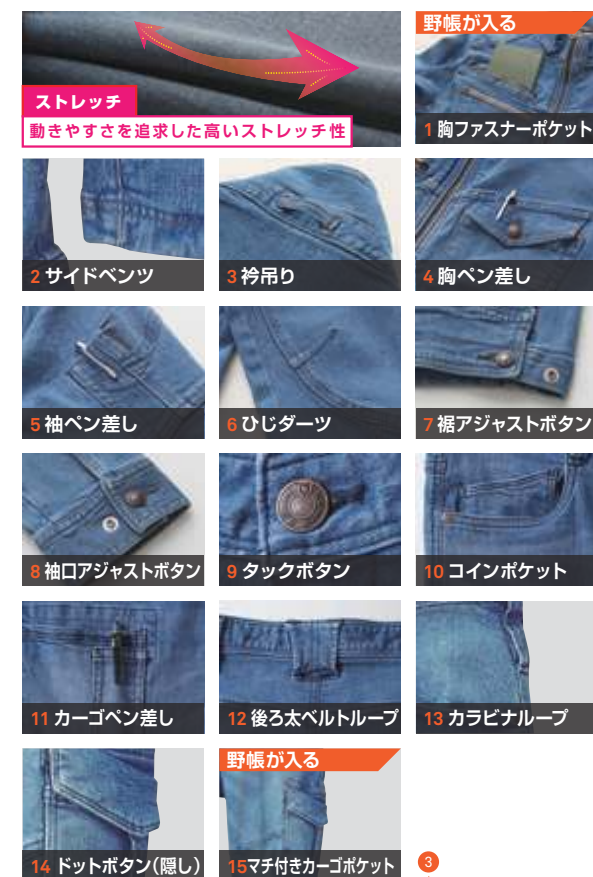 ストレッチ
動きやすさを追求した高いストレッチ性
野帳が入る
1 胸ファスナーポケット
2 サイドベンツ
3 衿吊り
4 胸ペン差し
5 袖ペン差し
6 ひじダーツ
7 裾アジャストボタン
8 袖口アジャストボタン
9 タックボタン
10 コインポケット
11 カーゴペン差し
12 後ろ太ベルトループ
13 カラビナループ
14 ドットボタン(隠し)
野帳が入る
15マチ付きカーゴポケット
3